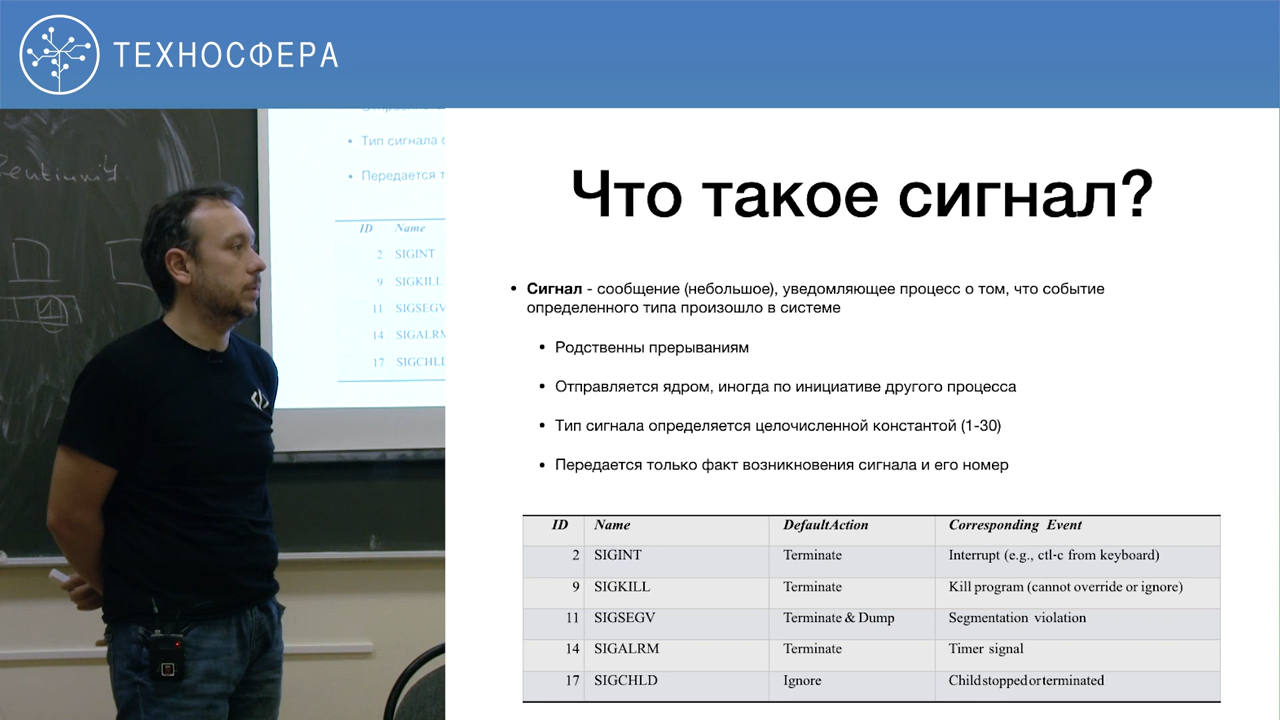 ТЕХНОСФЕРА
Pentium 4
Тип сигнала о
Передается т
ID Name
2 SIGINT
9 SIGKILL
11 SIGSEGV
14 SIGALRM
17 SIGCHLD
Что такое сигнал?
• Сигнал - сообщение (небольшое), уведомляющее процесс о том, что событие
определенного типа произошло в системе
• Родственны прерываниям
• Отправляется ядром, иногда по инициативе другого процесса
• Тип сигнала определяется целочисленной константой (1-30)
• Передается только факт возникновения сигнала и его номер
ID Name DefaultAction Corresponding Event
2 SIGINT Terminate Interrupt (e.g., ctl-c from keyboard)
9 SIGKILL Terminate Kill program (cannot override or ignore)
11 SIGSEGV Terminate & Dump Segmentation violation
14 SIGALRM Terminate Timer signal
17 SIGCHLD Ignore Child stopped or terminated